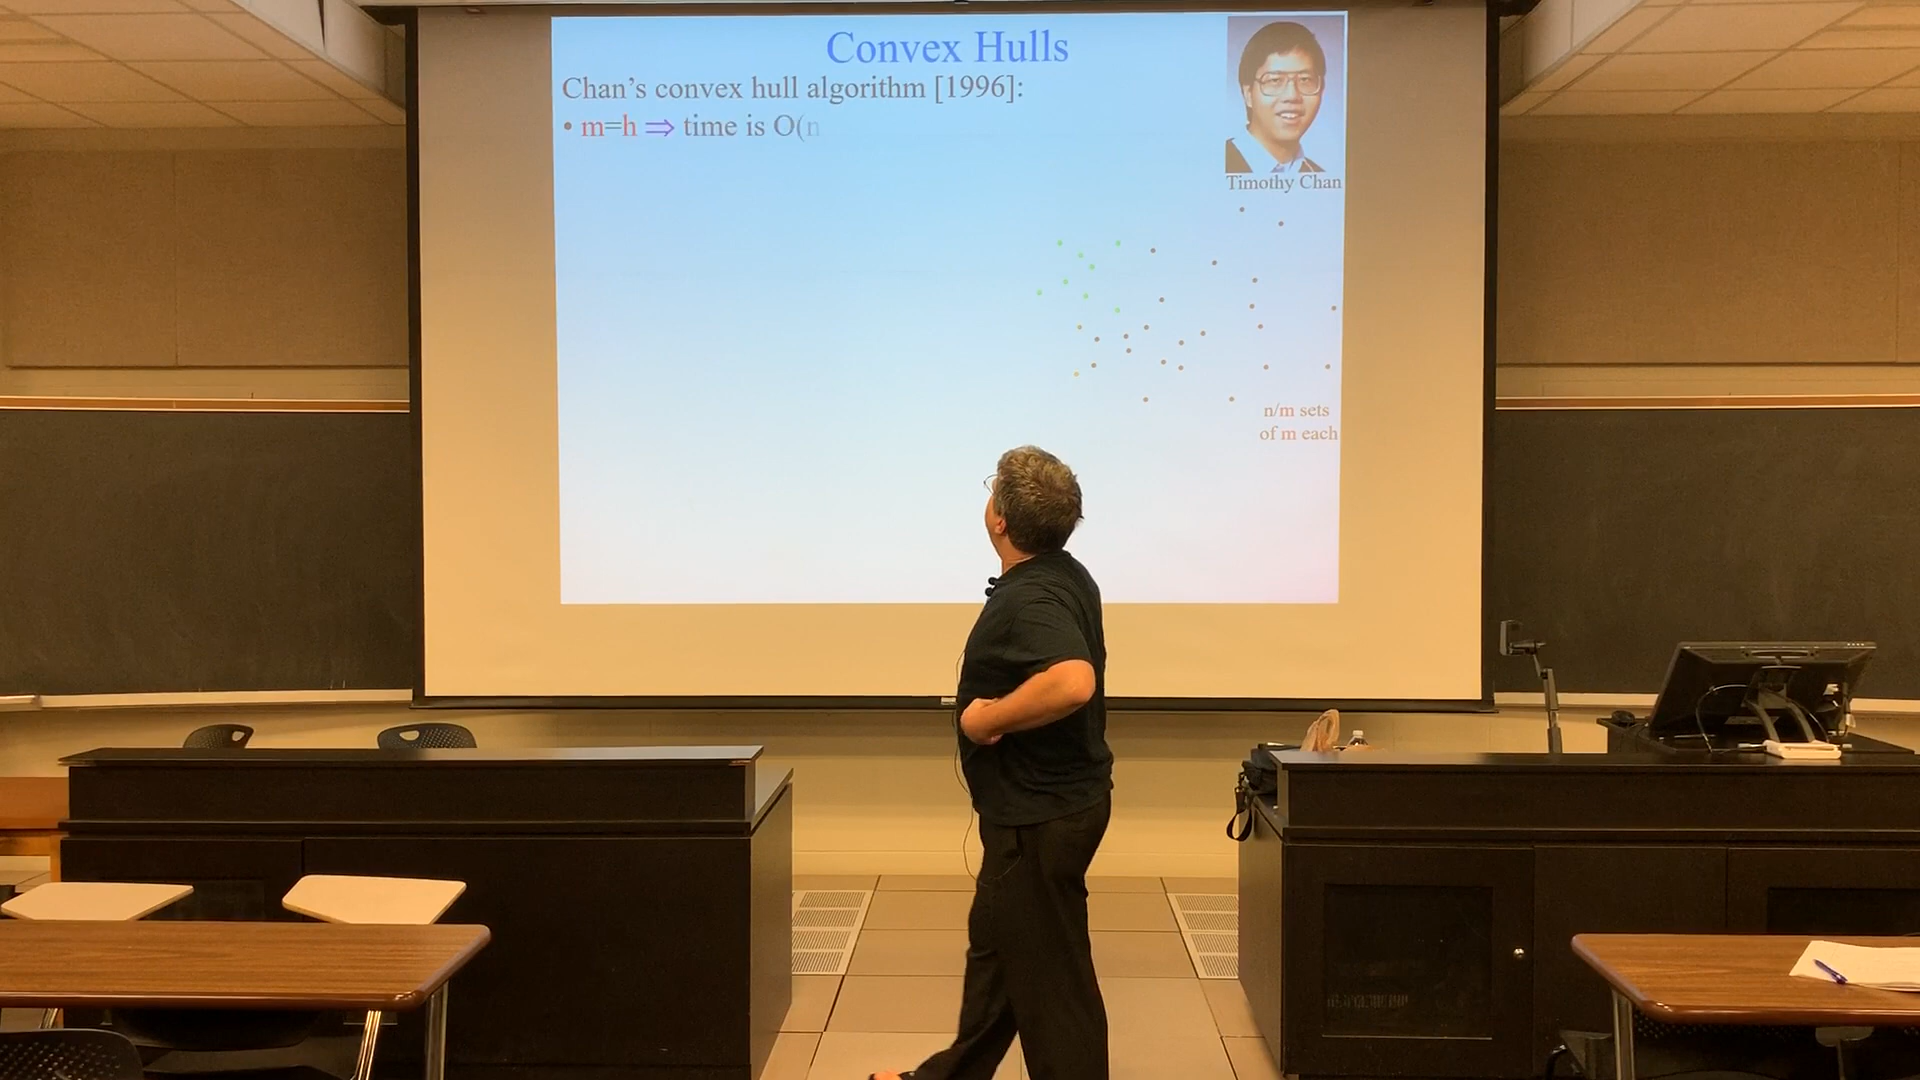 Convex Hulls
Chan's convex hull algorithm [1996]:
• m=h ⇒ time is O(n
Timothy Chan
n/m sets
of m each